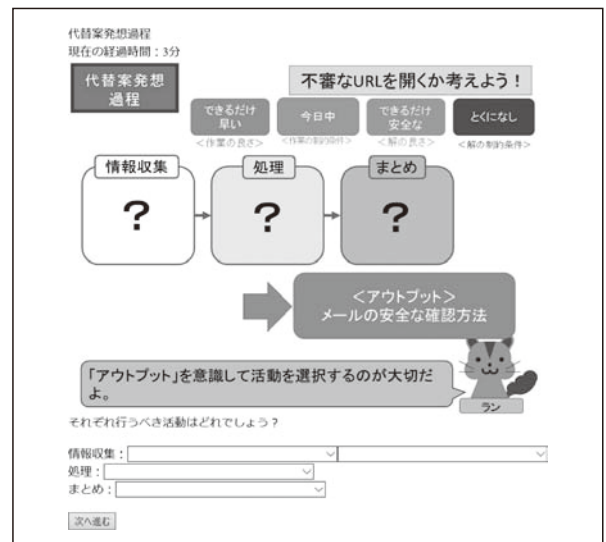 代替案発想過程
現在の経過時間：3分
代替案発想
過程
不審なURLを開くか考えよう！
できるだけ
早い
今日中
できるだけ
安全な
とくになし
＜作業の良さ＞
＜作業の制約条件＞
＜解の良さ＞
＜解の制約条件＞
情報収集
処理
まとめ
?
?
?
＜アウトプット＞
メールの安全な確認方法
「アウトプット」を意識して活動を選択するのが大切だ
よ。
ラン
それぞれ行うべき活動はどれでしょう？
情報収集：
処理：
まとめ：
次へ進む